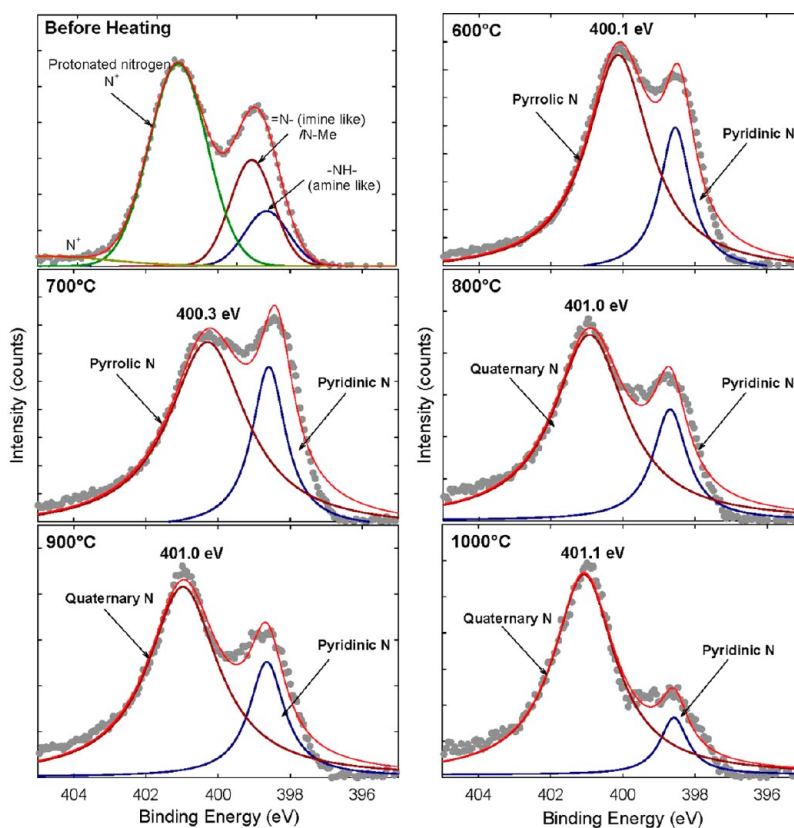 Before Heating
Protonated nitrogen
N+
=N- (imine like)
/N-Me
-NH-
(amine like)
N+
600°C
400.1 eV
Pyrrolic N
Pyridinic N
700°C
400.3 eV
Pyrrolic N
Pyridinic N
800°C
401.0 eV
Quaternary N
Pyridinic N
900°C
401.0 eV
Quaternary N
Pyridinic N
1000°C
401.1 eV
Quaternary N
Pyridinic N
Intensity (counts)
Intensity (counts)
404 402 400 398 396
Binding Energy (eV)
404 402 400 398 396
Binding Energy (eV)